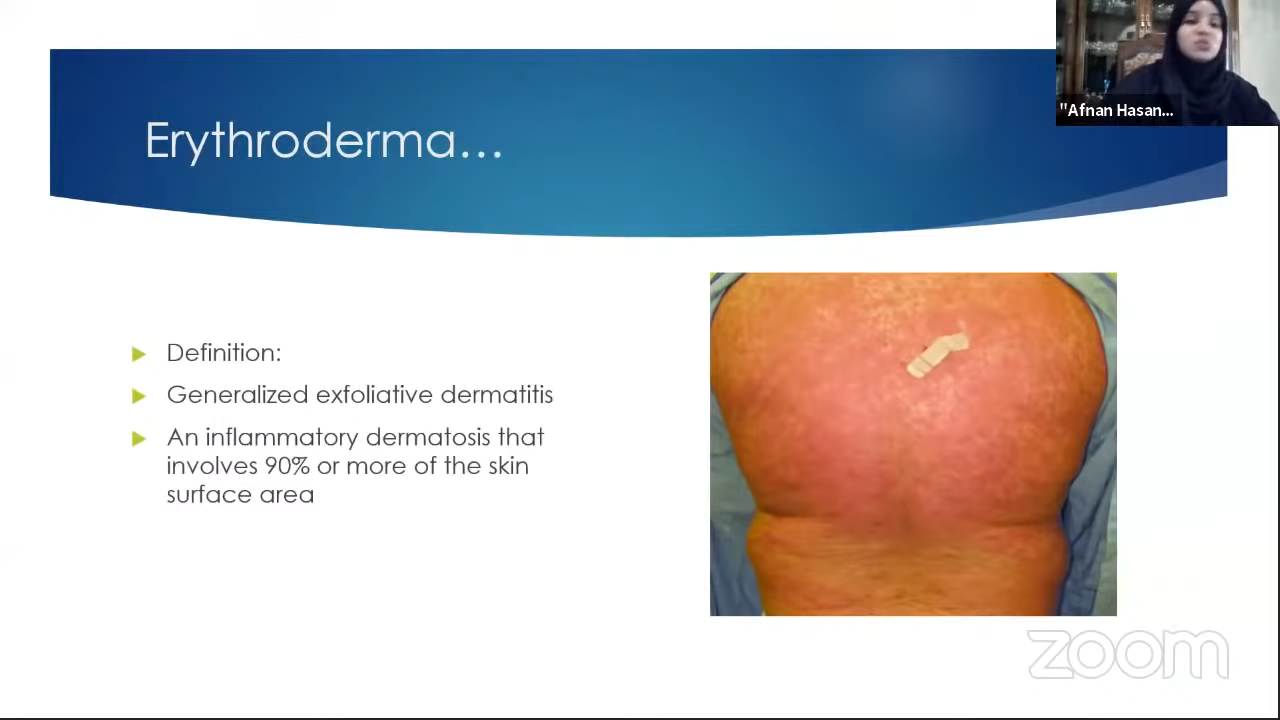 "Afnan Hasan...
Erythroderma...
Definition:
Generalized exfoliative dermatitis
An inflammatory dermatosis that
involves 90% or more of the skin
surface area
zoom